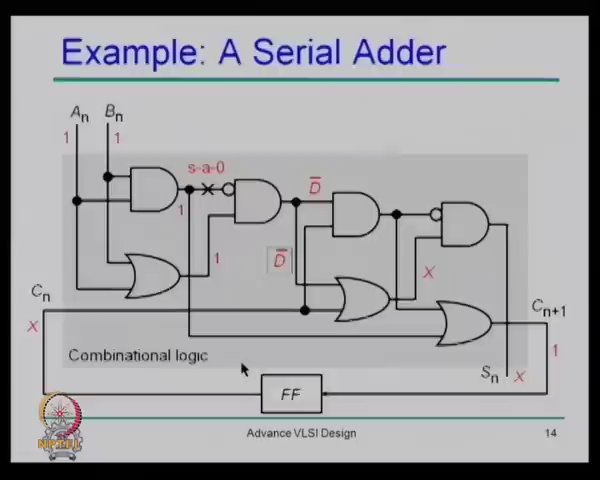 Example: A Serial Adder
An Bn
1 1
s-a-0
1
D̅
1
D̅
X
Cn
X
Cn+1
1
Combinational logic
Sn X
FF
NPTEL
Advance VLSI Design 14